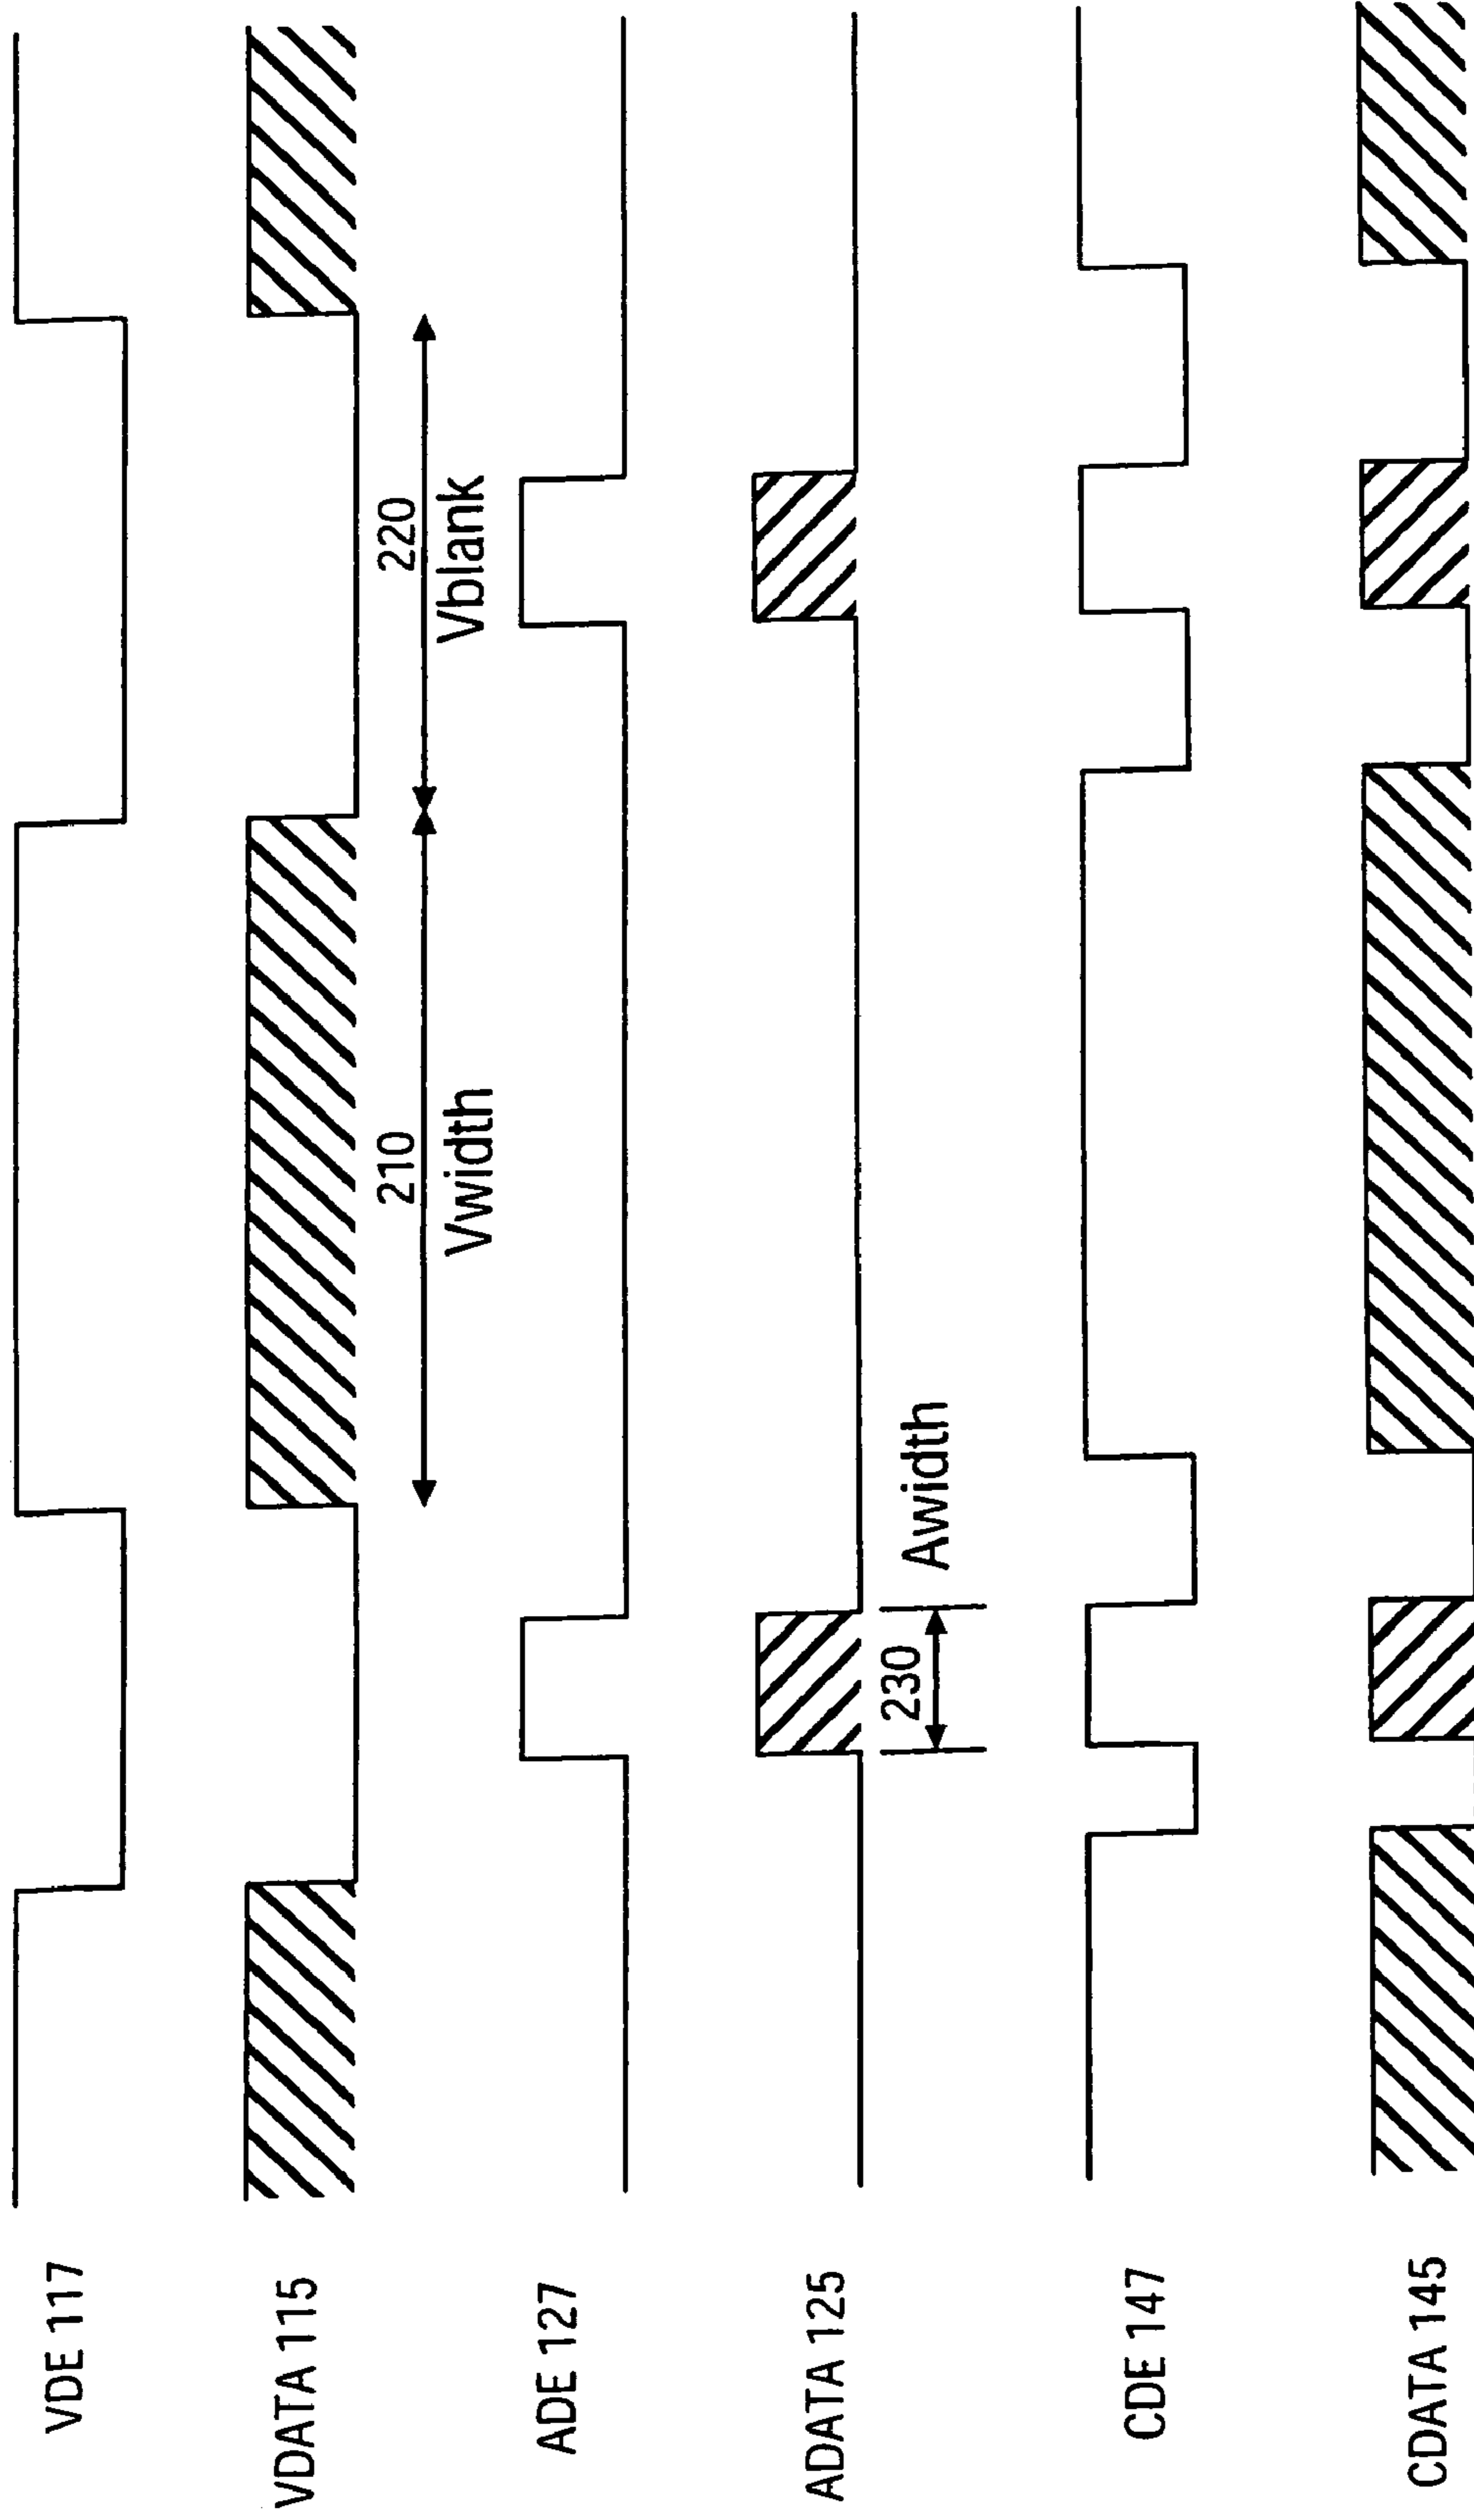 VDE 117
VDATA 115
210
220
Vwidth
Vblank
ADE 127
ADATA 125
230
Awidth
CDE 147
CDATA 145